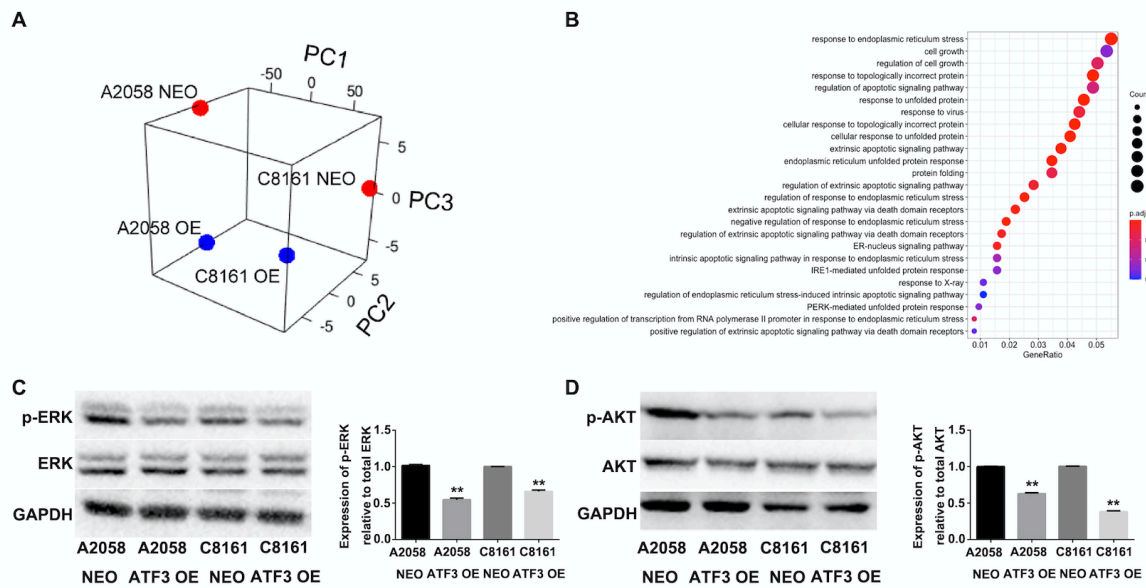 A
PC1
-50
0
50
A2058 NEO
5
C8161 NEO
0
PC3
A2058 OE
-5
C8161 OE
5
0
PC2
-5
B
response to endoplasmic reticulum stress
cell growth
regulation of cell growth
response to topologically incorrect protein
regulation of apoptotic signaling pathway
response to unfolded protein
response to virus
cellular response to topologically incorrect protein
cellular response to unfolded protein
extrinsic apoptotic signaling pathway
endoplasmic reticulum unfolded protein response
protein folding
regulation of extrinsic apoptotic signaling pathway
regulation of response to endoplasmic reticulum stress
extrinsic apoptotic signaling pathway via death domain receptors
negative regulation of response to endoplasmic reticulum stress
regulation of extrinsic apoptotic signaling pathway via death domain receptors
ER-nucleus signaling pathway
intrinsic apoptotic signaling pathway in response to endoplasmic reticulum stress
IRE1-mediated unfolded protein response
response to X-ray
regulation of endoplasmic reticulum stress-induced intrinsic apoptotic signaling pathway
PERK-mediated unfolded protein response
positive regulation of transcription from RNA polymerase II promoter in response to endoplasmic reticulum stress
positive regulation of extrinsic apoptotic signaling pathway via death domain receptors
0.01 0.02 0.03 0.04 0.05
GeneRatio
Coun
p.adj
C
p-ERK
ERK
GAPDH
A2058 A2058 C8161 C8161
NEO ATF3 OE NEO ATF3 OE
Expression of p-ERK
relative to total ERK
1.5
1.0
0.5
0.0
**
**
A2058 A2058 C8161 C8161
NEO ATF3 OE NEO ATF3 OE
D
p-AKT
AKT
GAPDH
A2058 A2058 C8161 C8161
NEO ATF3 OE NEO ATF3 OE
Expression of p-AKT
relative to total AKT
1.5
1.0
0.5
0.0
**
**
A2058 A2058 C8161 C8161
NEO ATF3 OE NEO ATF3 OE